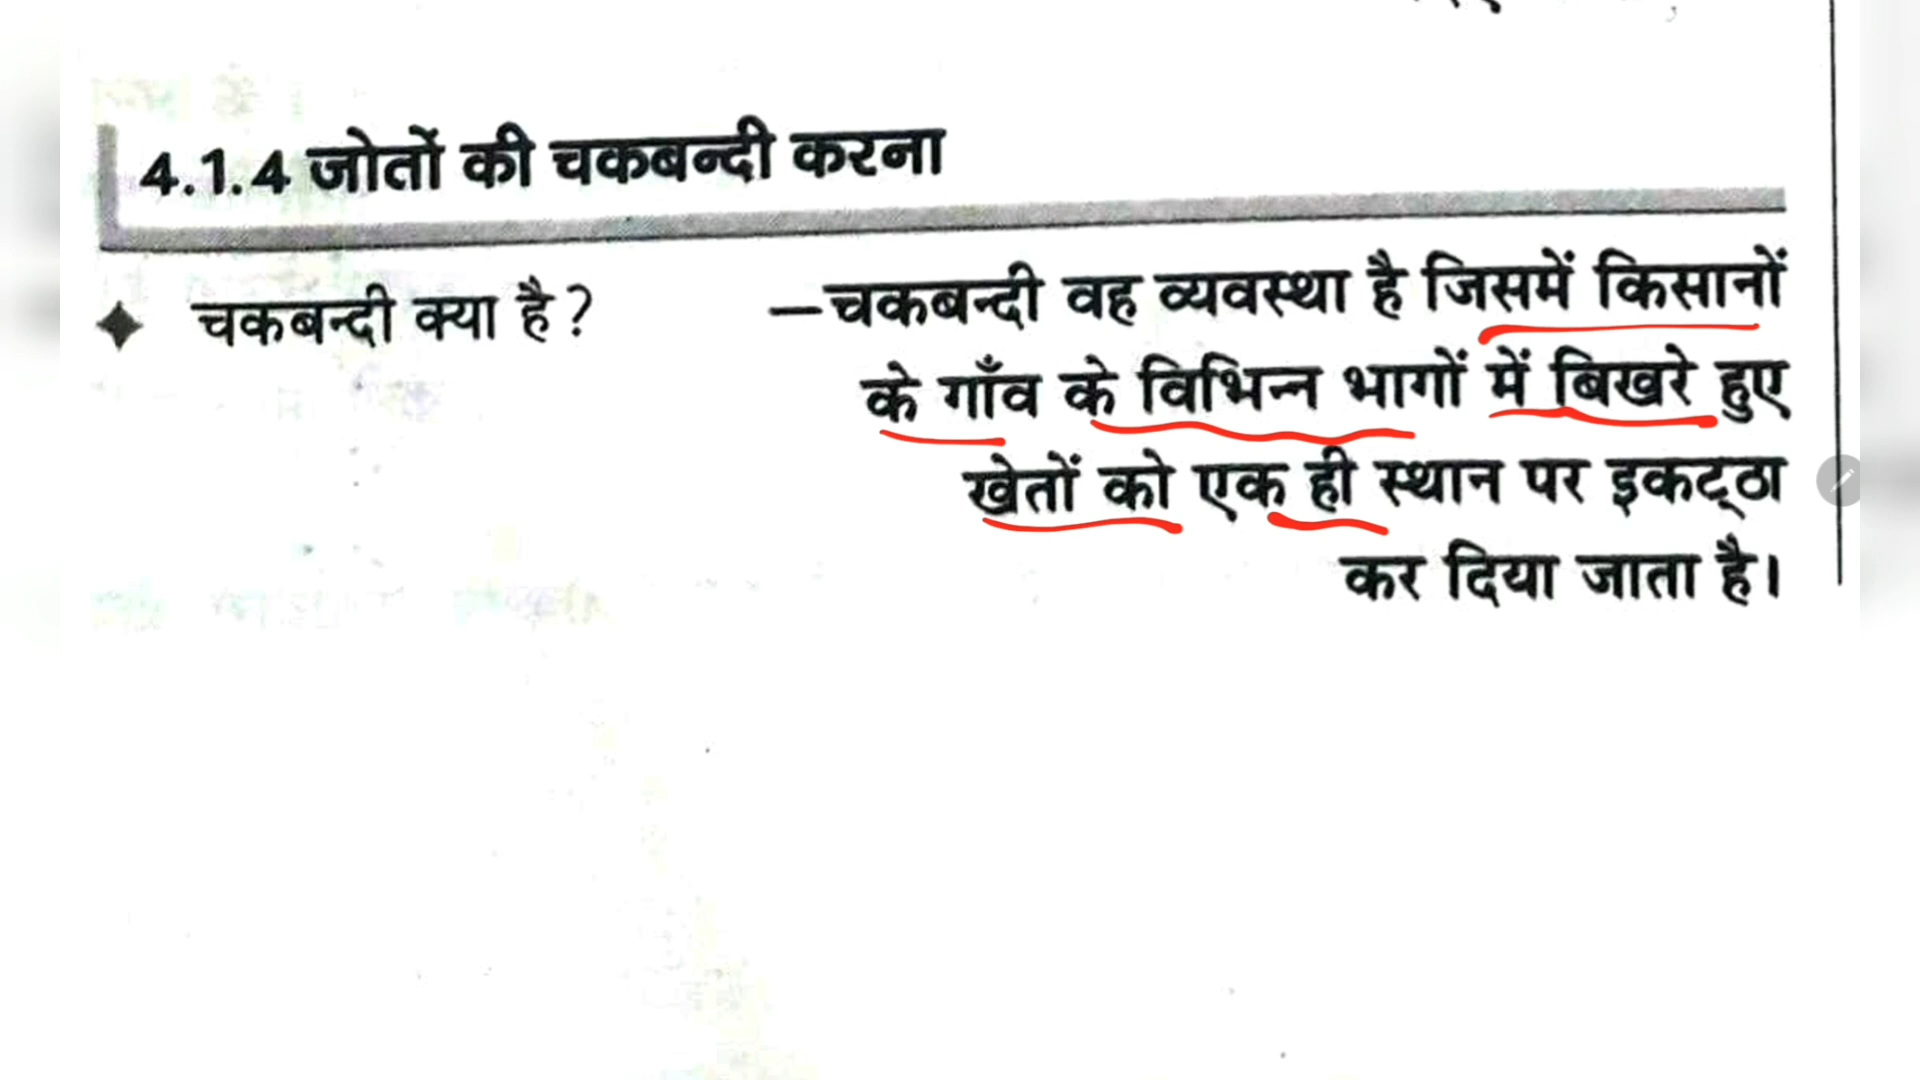 4.1.4 जोतों की चकबन्दी करना
चकबन्दी क्या है ? —चकबन्दी वह व्यवस्था है जिसमें किसानों
के गाँव के विभिन्न भागों में बिखरे हुए
खेतों को एक ही स्थान पर इकट्ठा
कर दिया जाता है।